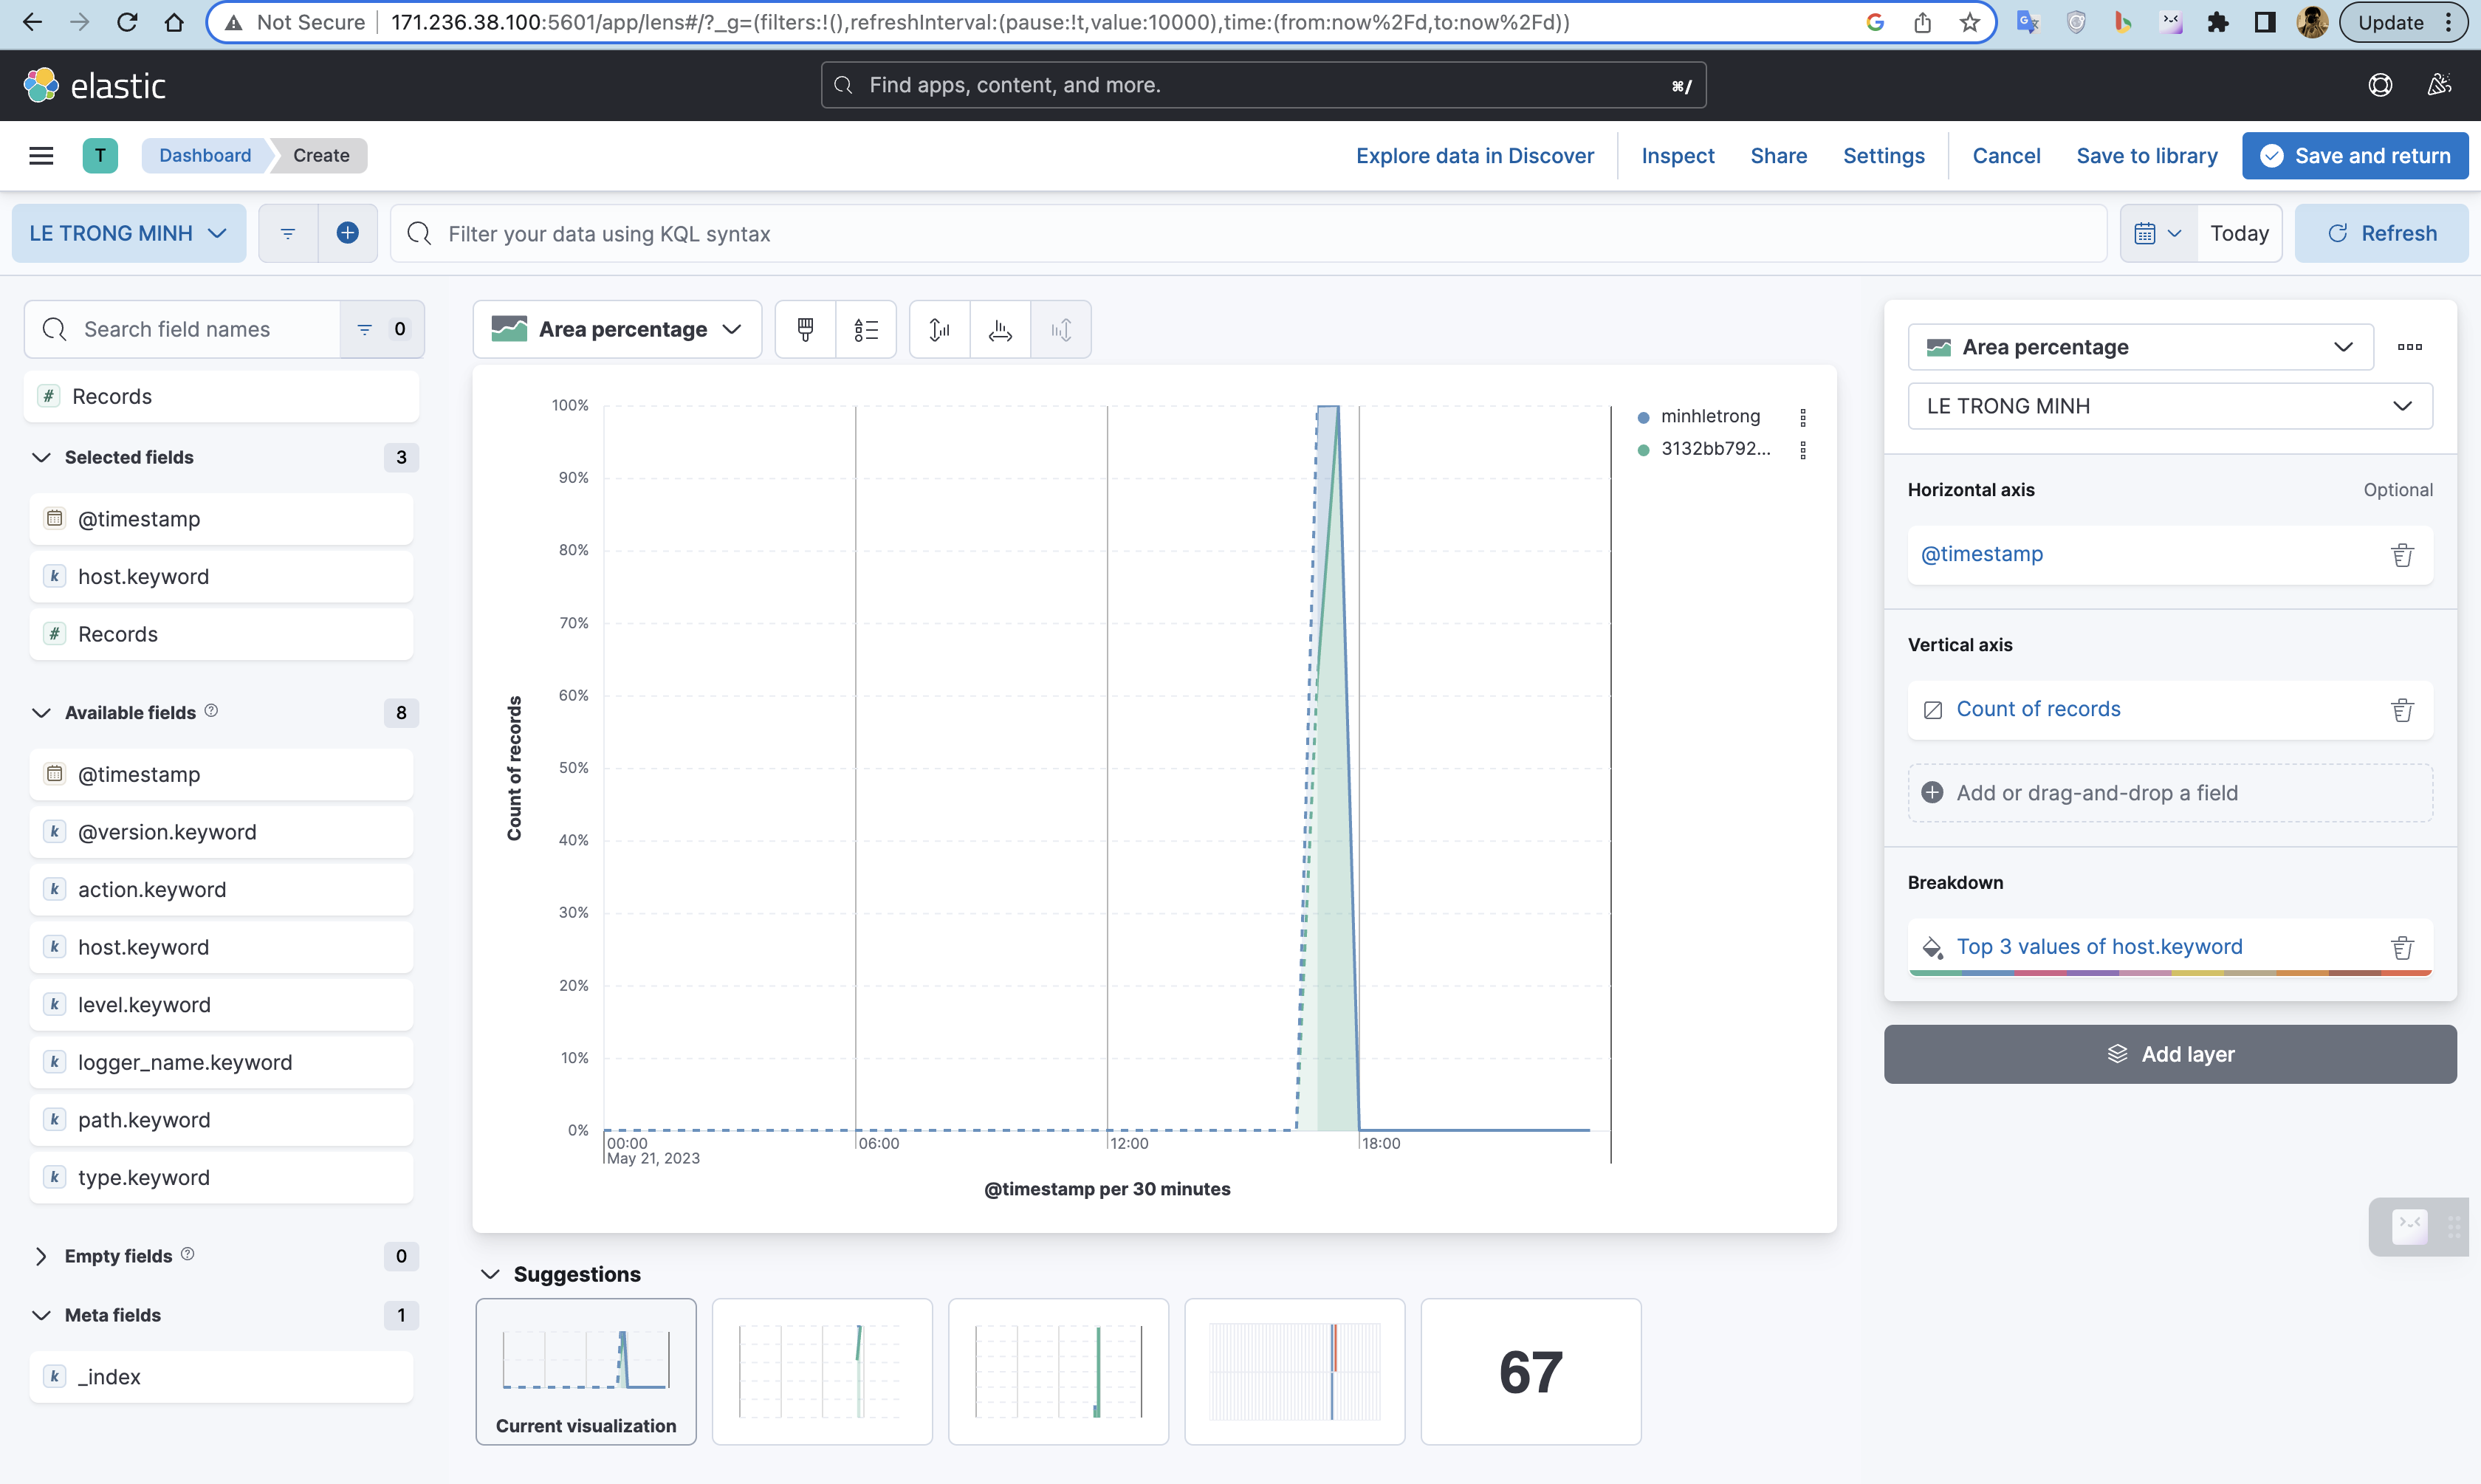 Not Secure 171.236.38.100:5601/app/lens#/?_g=(filters:!(),refreshInterval:(pause:!t,value:10000),time:(from:now%2Fd,to:now%2Fd)) Update
elastic Find apps, content, and more. ⌘/
T Dashboard Create Explore data in Discover Inspect Share Settings Cancel Save to library Save and return
LE TRONG MINH Filter your data using KQL syntax Today Refresh
Search field names 0
# Records
Selected fields 3
@timestamp
k host.keyword
# Records
Available fields 8
@timestamp
k @version.keyword
k action.keyword
k host.keyword
k level.keyword
k logger_name.keyword
k path.keyword
k type.keyword
Empty fields 0
Meta fields 1
k _index
Area percentage
Count of records
100%
90%
80%
70%
60%
50%
40%
30%
20%
10%
0%
00:00 06:00 12:00 18:00
May 21, 2023
@timestamp per 30 minutes
minhletrong
3132bb792...
Suggestions
Current visualization
67
Area percentage
LE TRONG MINH
Horizontal axis Optional
@timestamp
Vertical axis
Count of records
Add or drag-and-drop a field
Breakdown
Top 3 values of host.keyword
Add layer